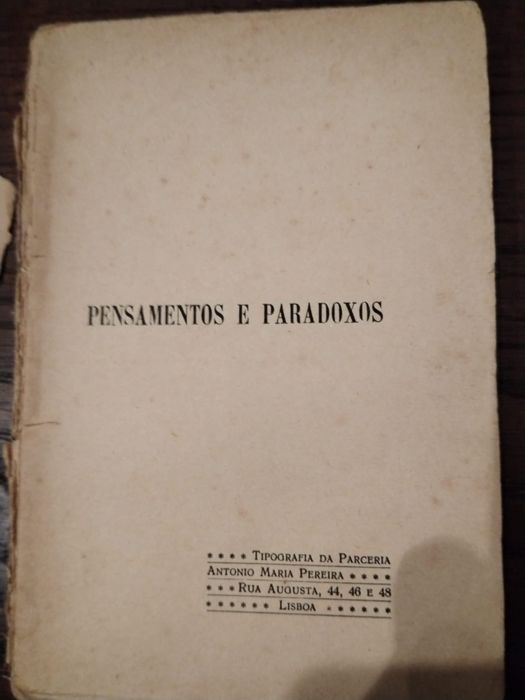 PENSAMENTOS E PARADOXOS
* * * * TIPOGRAFIA DA PARCERIA
ANTONIO MARIA PEREIRA * * * *
* * * RUA AUGUSTA, 44, 46 E 48
* * * * * * LISBOA * * * * * *